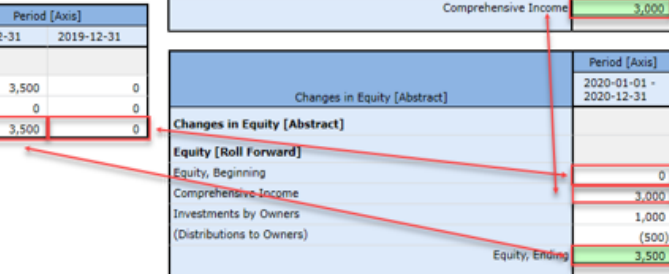 Period [Axis]
2-31 2019-12-31
3,500 0
0 0
3,500 0
Comprehensive Income 3,000
Changes in Equity [Abstract]
Period [Axis]
2020-01-01 -
2020-12-31
Changes in Equity [Abstract]
Equity [Roll Forward]
Equity, Beginning 0
Comprehensive Income 3,000
Investments by Owners 1,000
(Distributions to Owners) (500)
Equity, Ending 3,500